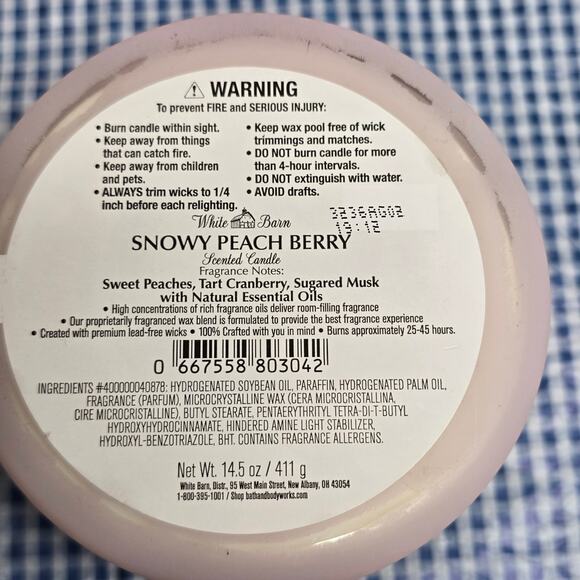 ⚠ WARNING
To prevent FIRE and SERIOUS INJURY:
• Burn candle within sight.
• Keep away from things
that can catch fire.
• Keep away from children
and pets.
• ALWAYS trim wicks to 1/4
inch before each relighting.
• Keep wax pool free of wick
trimmings and matches.
• DO NOT burn candle for more
than 4-hour intervals.
• DO NOT extinguish with water.
• AVOID drafts.
3236AG02
19:12
White Barn
SNOWY PEACH BERRY
Scented Candle
Fragrance Notes:
Sweet Peaches, Tart Cranberry, Sugared Musk
with Natural Essential Oils
• High concentrations of rich fragrance oils deliver room-filling fragrance
• Our proprietarily fragranced wax blend is formulated to provide the best fragrance experience
• Created with premium lead-free wicks • 100% Crafted with you in mind • Burns approximately 25-45 hours.
0 667558 803042
INGREDIENTS #400000040878: HYDROGENATED SOYBEAN OIL, PARAFFIN, HYDROGENATED PALM OIL,
FRAGRANCE (PARFUM), MICROCRYSTALLINE WAX (CERA MICROCRISTALLINA,
CIRE MICROCRISTALLINE), BUTYL STEARATE, PENTAERYTHRITYL TETRA-DI-T-BUTYL
HYDROXYHYDROCINNAMATE, HINDERED AMINE LIGHT STABILIZER,
HYDROXYL-BENZOTRIAZOLE, BHT. CONTAINS FRAGRANCE ALLERGENS.
Net Wt. 14.5 oz / 411 g
White Barn, Distr., 95 West Main Street, New Albany, OH 43054
1-800-395-1001 / Shop bathandbodyworks.com